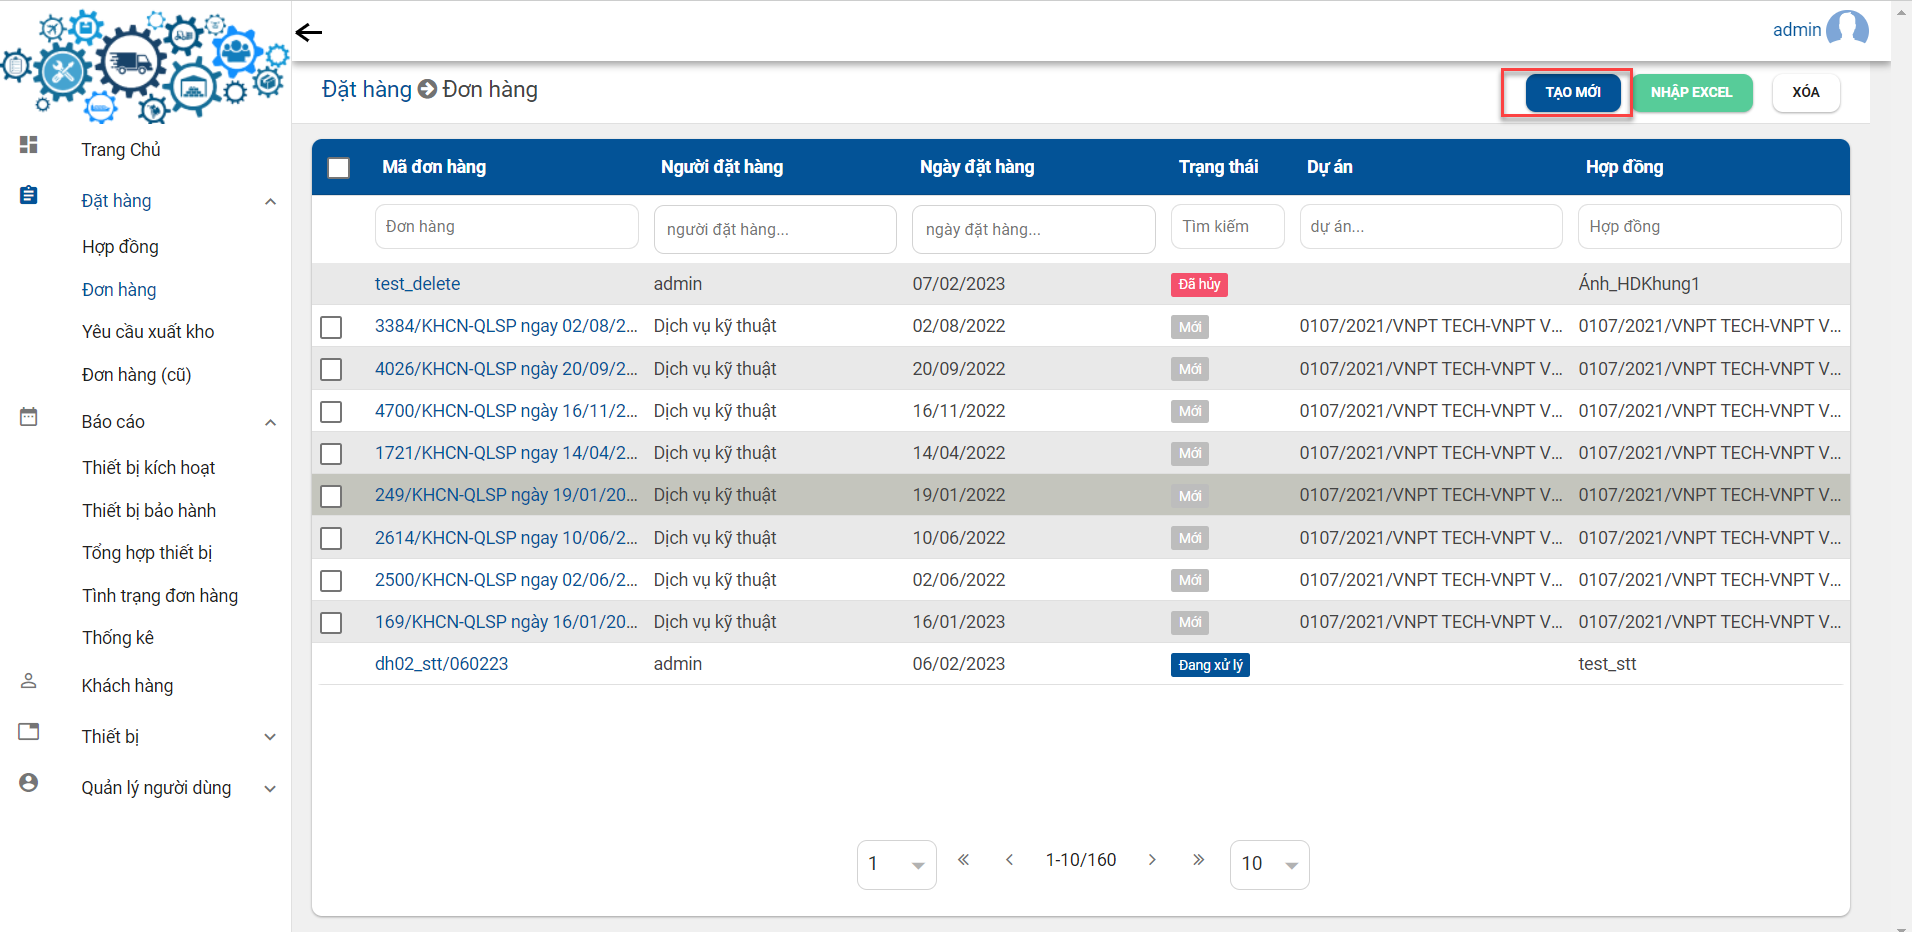 admin
Đặt hàng Đơn hàng
TẠO MỚI NHẬP EXCEL XÓA
Trang Chủ
Đặt hàng
Hợp đồng
Đơn hàng
Yêu cầu xuất kho
Đơn hàng (cũ)
Báo cáo
Thiết bị kích hoạt
Thiết bị bảo hành
Tổng hợp thiết bị
Tình trạng đơn hàng
Thống kê
Khách hàng
Thiết bị
Quản lý người dùng
Mã đơn hàng Người đặt hàng Ngày đặt hàng Trạng thái Dự án Hợp đồng
Đơn hàng người đặt hàng... ngày đặt hàng... Tìm kiếm dự án... Hợp đồng
test_delete admin 07/02/2023 Đã hủy Ánh_HDKhung1
3384/KHCN-QLSP ngay 02/08/2... Dịch vụ kỹ thuật 02/08/2022 Mới 0107/2021/VNPT TECH-VNPT V... 0107/2021/VNPT TECH-VNPT V...
4026/KHCN-QLSP ngày 20/09/2... Dịch vụ kỹ thuật 20/09/2022 Mới 0107/2021/VNPT TECH-VNPT V... 0107/2021/VNPT TECH-VNPT V...
4700/KHCN-QLSP ngày 16/11/2... Dịch vụ kỹ thuật 16/11/2022 Mới 0107/2021/VNPT TECH-VNPT V... 0107/2021/VNPT TECH-VNPT V...
1721/KHCN-QLSP ngay 14/04/2... Dịch vụ kỹ thuật 14/04/2022 Mới 0107/2021/VNPT TECH-VNPT V... 0107/2021/VNPT TECH-VNPT V...
249/KHCN-QLSP ngày 19/01/20... Dịch vụ kỹ thuật 19/01/2022 Mới 0107/2021/VNPT TECH-VNPT V... 0107/2021/VNPT TECH-VNPT V...
2614/KHCN-QLSP ngay 10/06/2... Dịch vụ kỹ thuật 10/06/2022 Mới 0107/2021/VNPT TECH-VNPT V... 0107/2021/VNPT TECH-VNPT V...
2500/KHCN-QLSP ngay 02/06/2... Dịch vụ kỹ thuật 02/06/2022 Mới 0107/2021/VNPT TECH-VNPT V... 0107/2021/VNPT TECH-VNPT V...
169/KHCN-QLSP ngày 16/01/20... Dịch vụ kỹ thuật 16/01/2023 Mới 0107/2021/VNPT TECH-VNPT V... 0107/2021/VNPT TECH-VNPT V...
dh02_stt/060223 admin 06/02/2023 Đang xử lý test_stt
1 « ‹ 1-10/160 › » 10